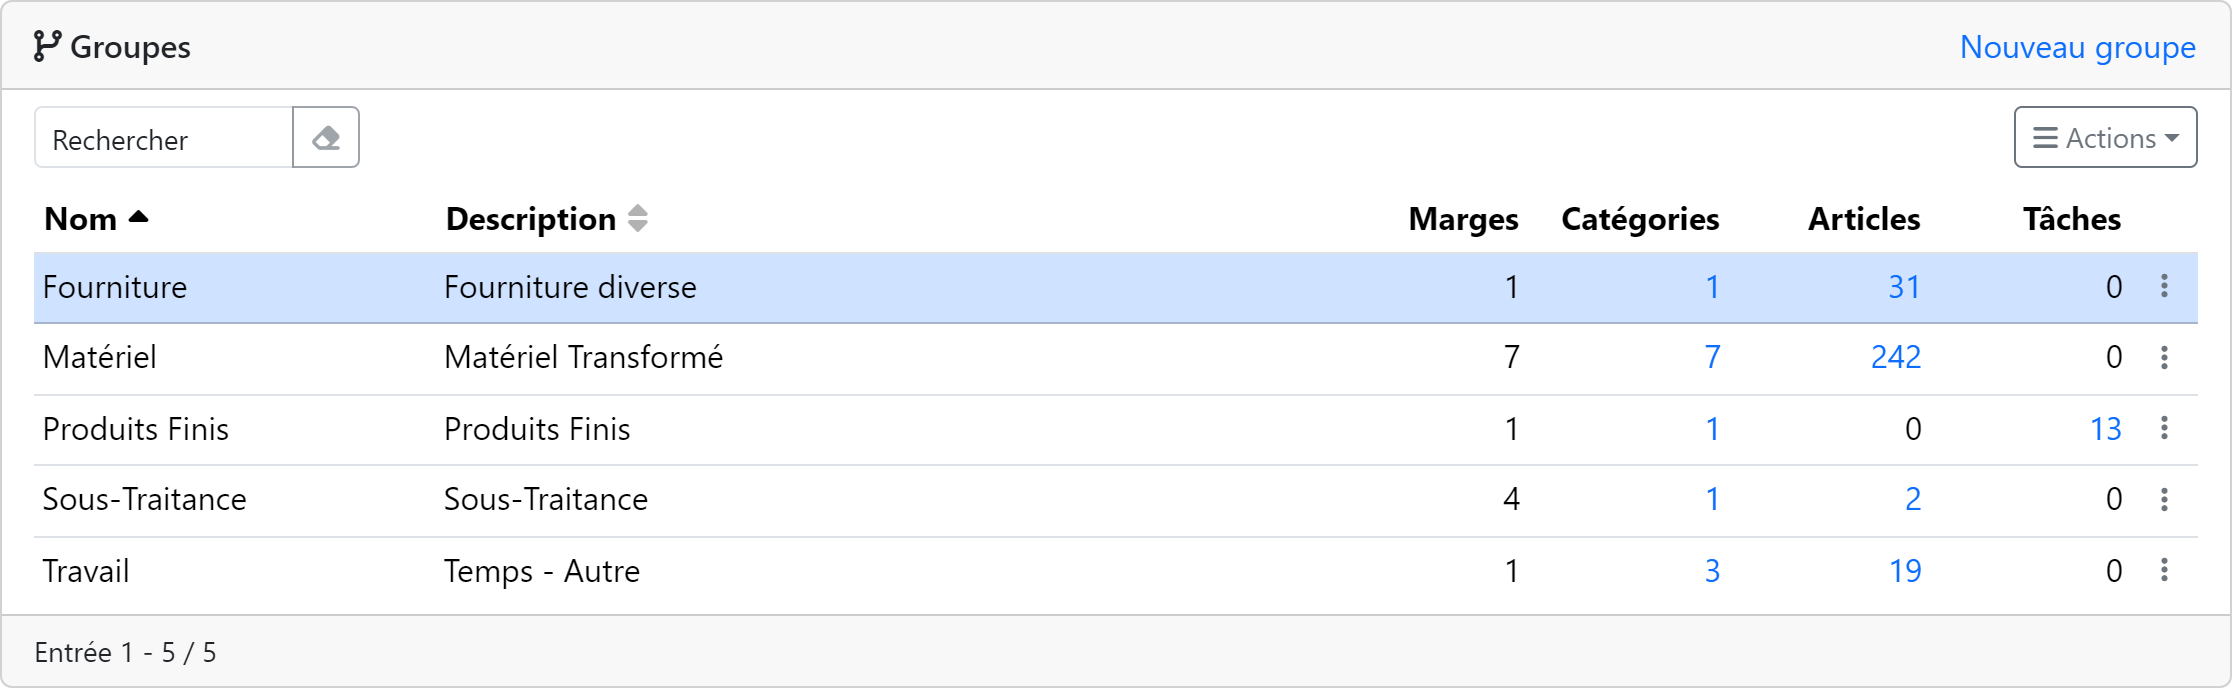 Groupes Nouveau groupe
Rechercher Actions
Nom Description Marges Catégories Articles Tâches
Fourniture Fourniture diverse 1 1 31 0
Matériel Matériel Transformé 7 7 242 0
Produits Finis Produits Finis 1 1 0 13
Sous-Traitance Sous-Traitance 4 1 2 0
Travail Temps - Autre 1 3 19 0
Entrée 1 - 5 / 5